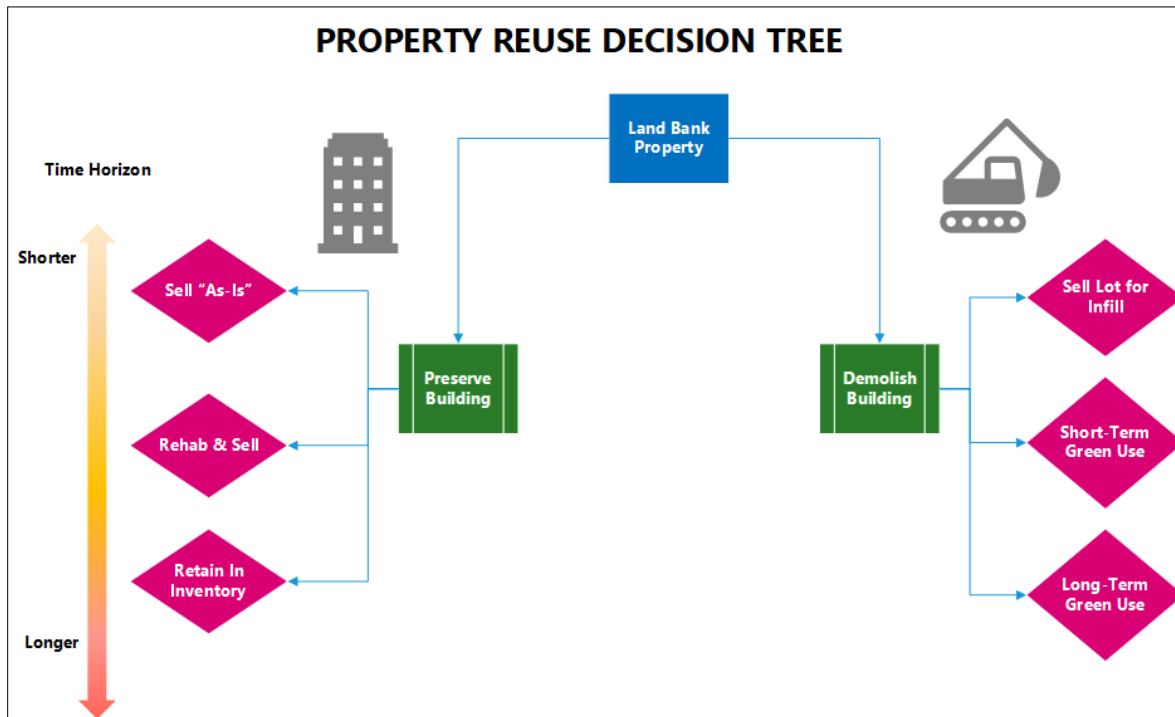 PROPERTY REUSE DECISION TREE
Land Bank
Property
Time Horizon
Shorter
Sell “As-Is”
Sell Lot for
Infill
Preserve
Building
Demolish
Building
Rehab & Sell
Short-Term
Green Use
Retain In
Inventory
Long-Term
Green Use
Longer